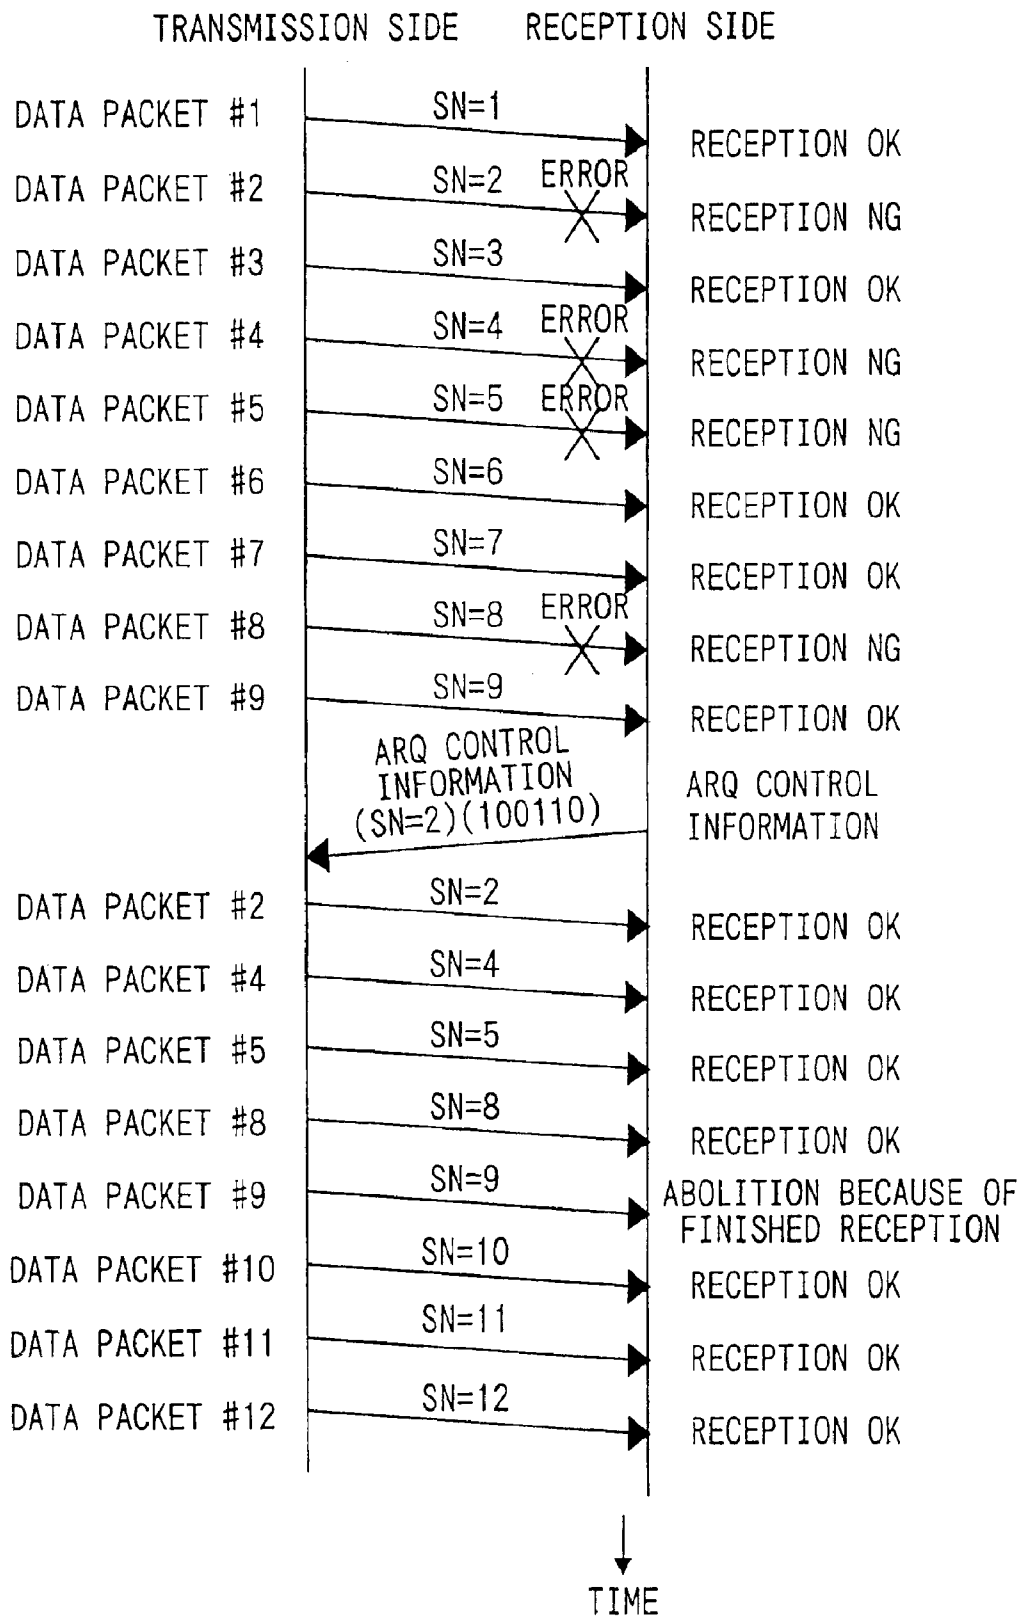 TRANSMISSION SIDE RECEPTION SIDE
DATA PACKET #1 SN=1 RECEPTION OK
DATA PACKET #2 SN=2 ERROR RECEPTION NG
DATA PACKET #3 SN=3 RECEPTION OK
DATA PACKET #4 SN=4 ERROR RECEPTION NG
DATA PACKET #5 SN=5 ERROR RECEPTION NG
DATA PACKET #6 SN=6 RECEPTION OK
DATA PACKET #7 SN=7 RECEPTION OK
DATA PACKET #8 SN=8 ERROR RECEPTION NG
DATA PACKET #9 SN=9 RECEPTION OK
ARQ CONTROL
INFORMATION
(SN=2)(100110)
ARQ CONTROL
INFORMATION
DATA PACKET #2 SN=2 RECEPTION OK
DATA PACKET #4 SN=4 RECEPTION OK
DATA PACKET #5 SN=5 RECEPTION OK
DATA PACKET #8 SN=8 RECEPTION OK
DATA PACKET #9 SN=9 ABOLITION BECAUSE OF
FINISHED RECEPTION
DATA PACKET #10 SN=10 RECEPTION OK
DATA PACKET #11 SN=11 RECEPTION OK
DATA PACKET #12 SN=12 RECEPTION OK
TIME